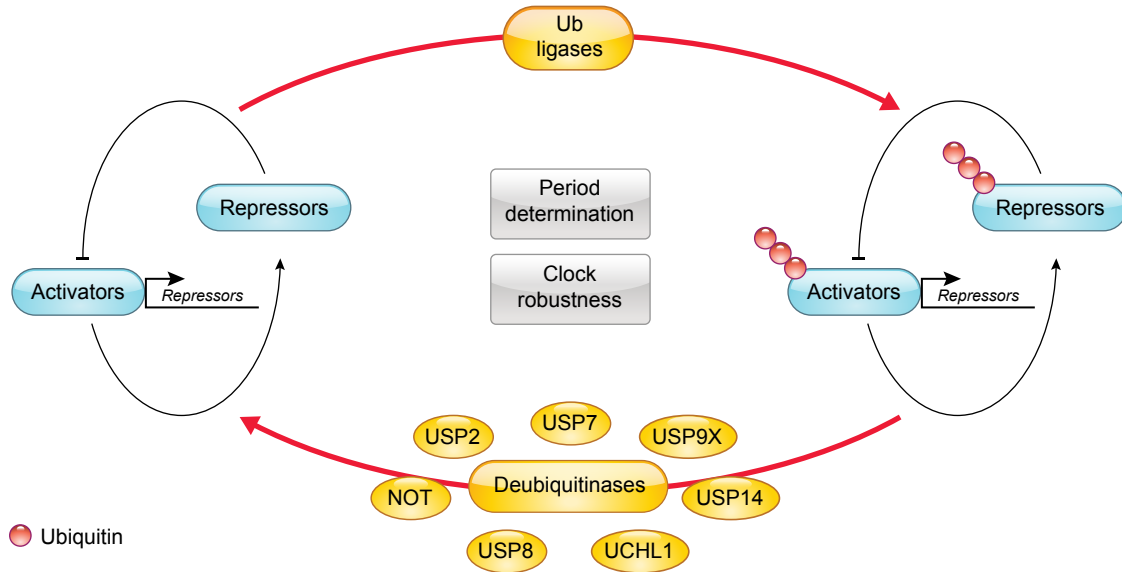 Ub
ligases
Repressors
Activators
Repressors
Period
determination
Clock
robustness
Repressors
Activators
Repressors
USP2
USP7
USP9X
NOT
Deubiquitinases
USP14
USP8
UCHL1
Ubiquitin